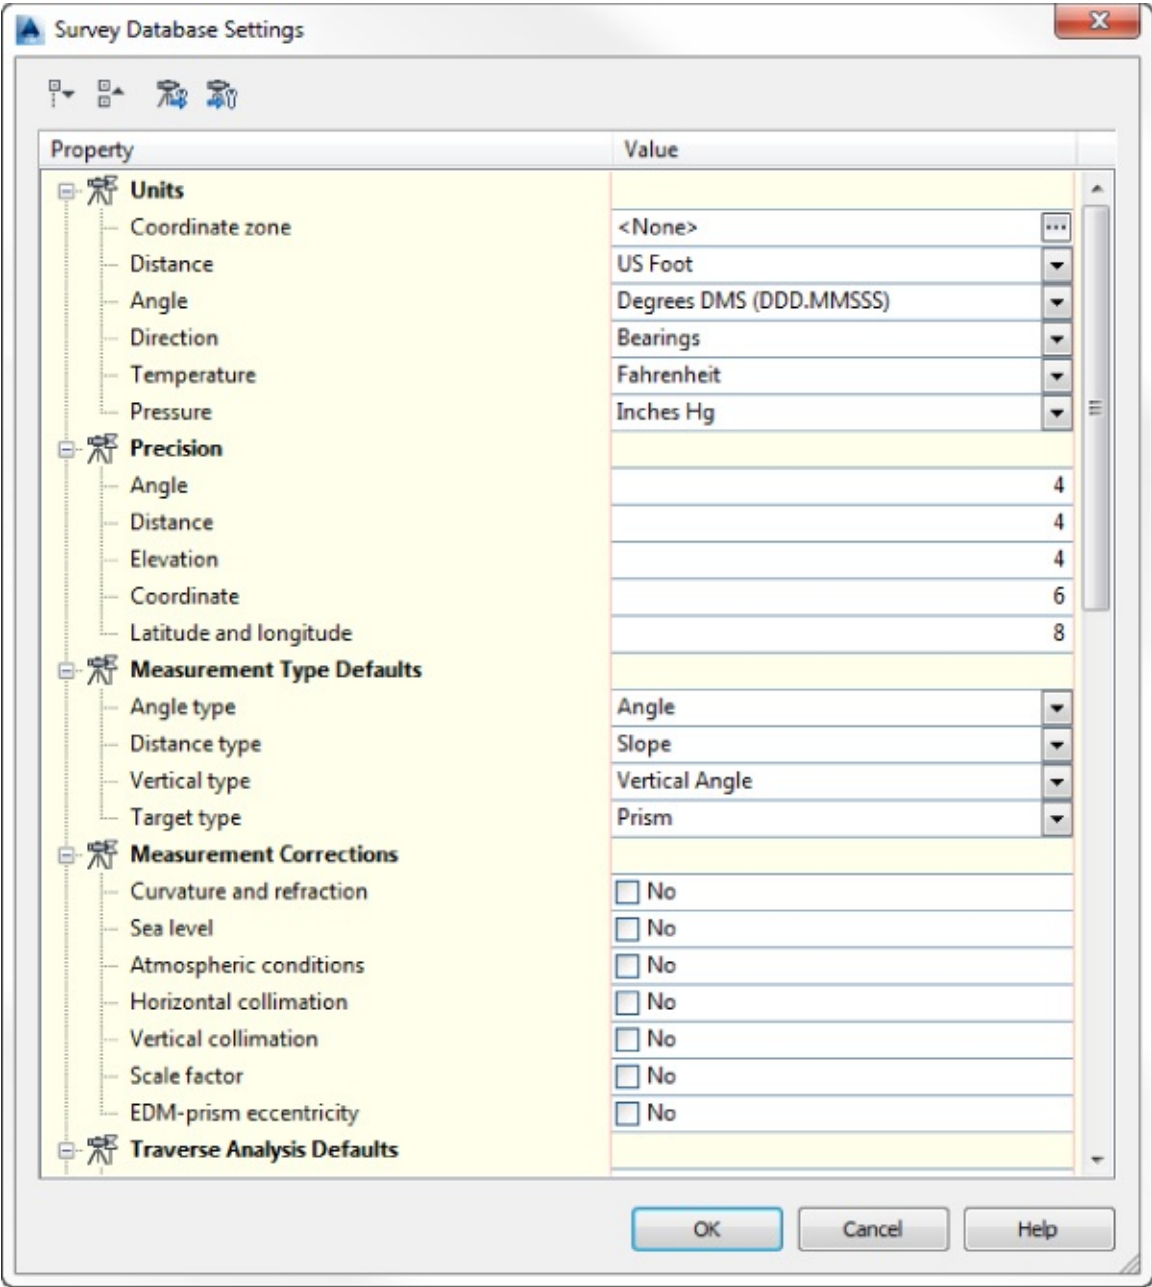 Survey Database Settings
Property Value
Units
Coordinate zone <None> ...
Distance US Foot
Angle Degrees DMS (DDD.MMSSS)
Direction Bearings
Temperature Fahrenheit
Pressure Inches Hg
Precision
Angle 4
Distance 4
Elevation 4
Coordinate 6
Latitude and longitude 8
Measurement Type Defaults
Angle type Angle
Distance type Slope
Vertical type Vertical Angle
Target type Prism
Measurement Corrections
Curvature and refraction No
Sea level No
Atmospheric conditions No
Horizontal collimation No
Vertical collimation No
Scale factor No
EDM-prism eccentricity No
Traverse Analysis Defaults
OK Cancel Help